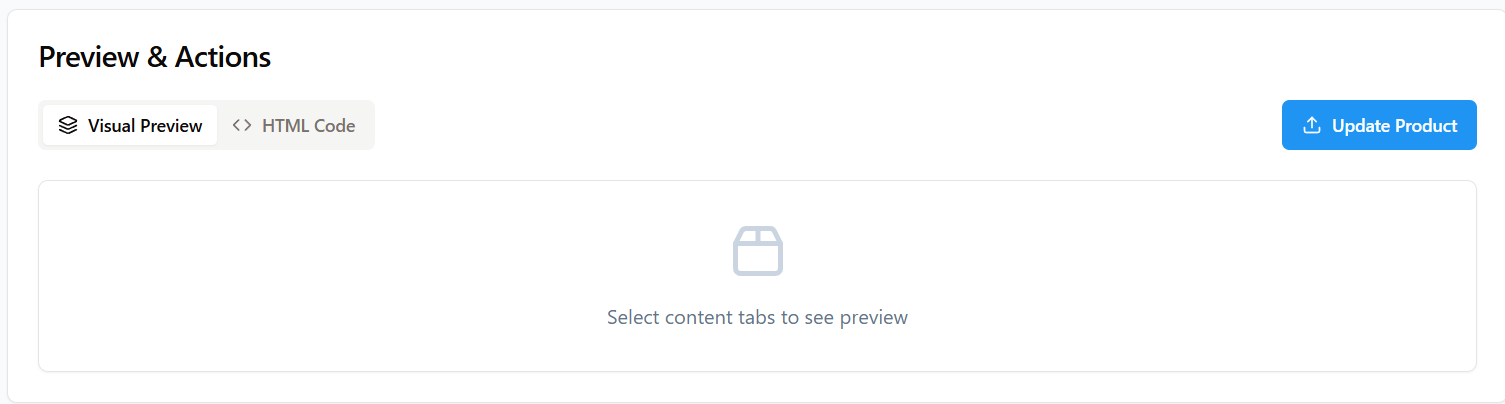 Preview & Actions
Visual Preview
HTML Code
Update Product
Select content tabs to see preview